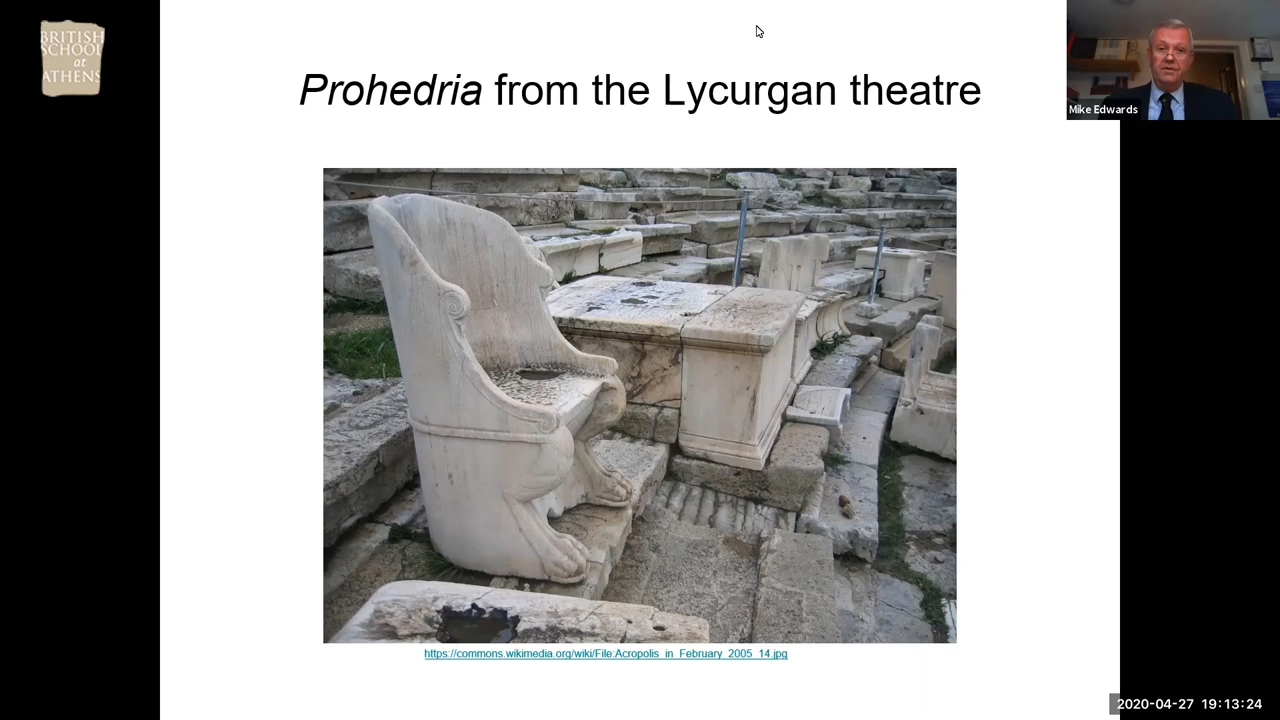 BRITISH
SCHOOL
at
ATHENS
Prohedria from the Lycurgan theatre
Mike Edwards
https://commons.wikimedia.org/wiki/File:Acropolis_in_February_2005_14.jpg
2020-04-27 19:13:24